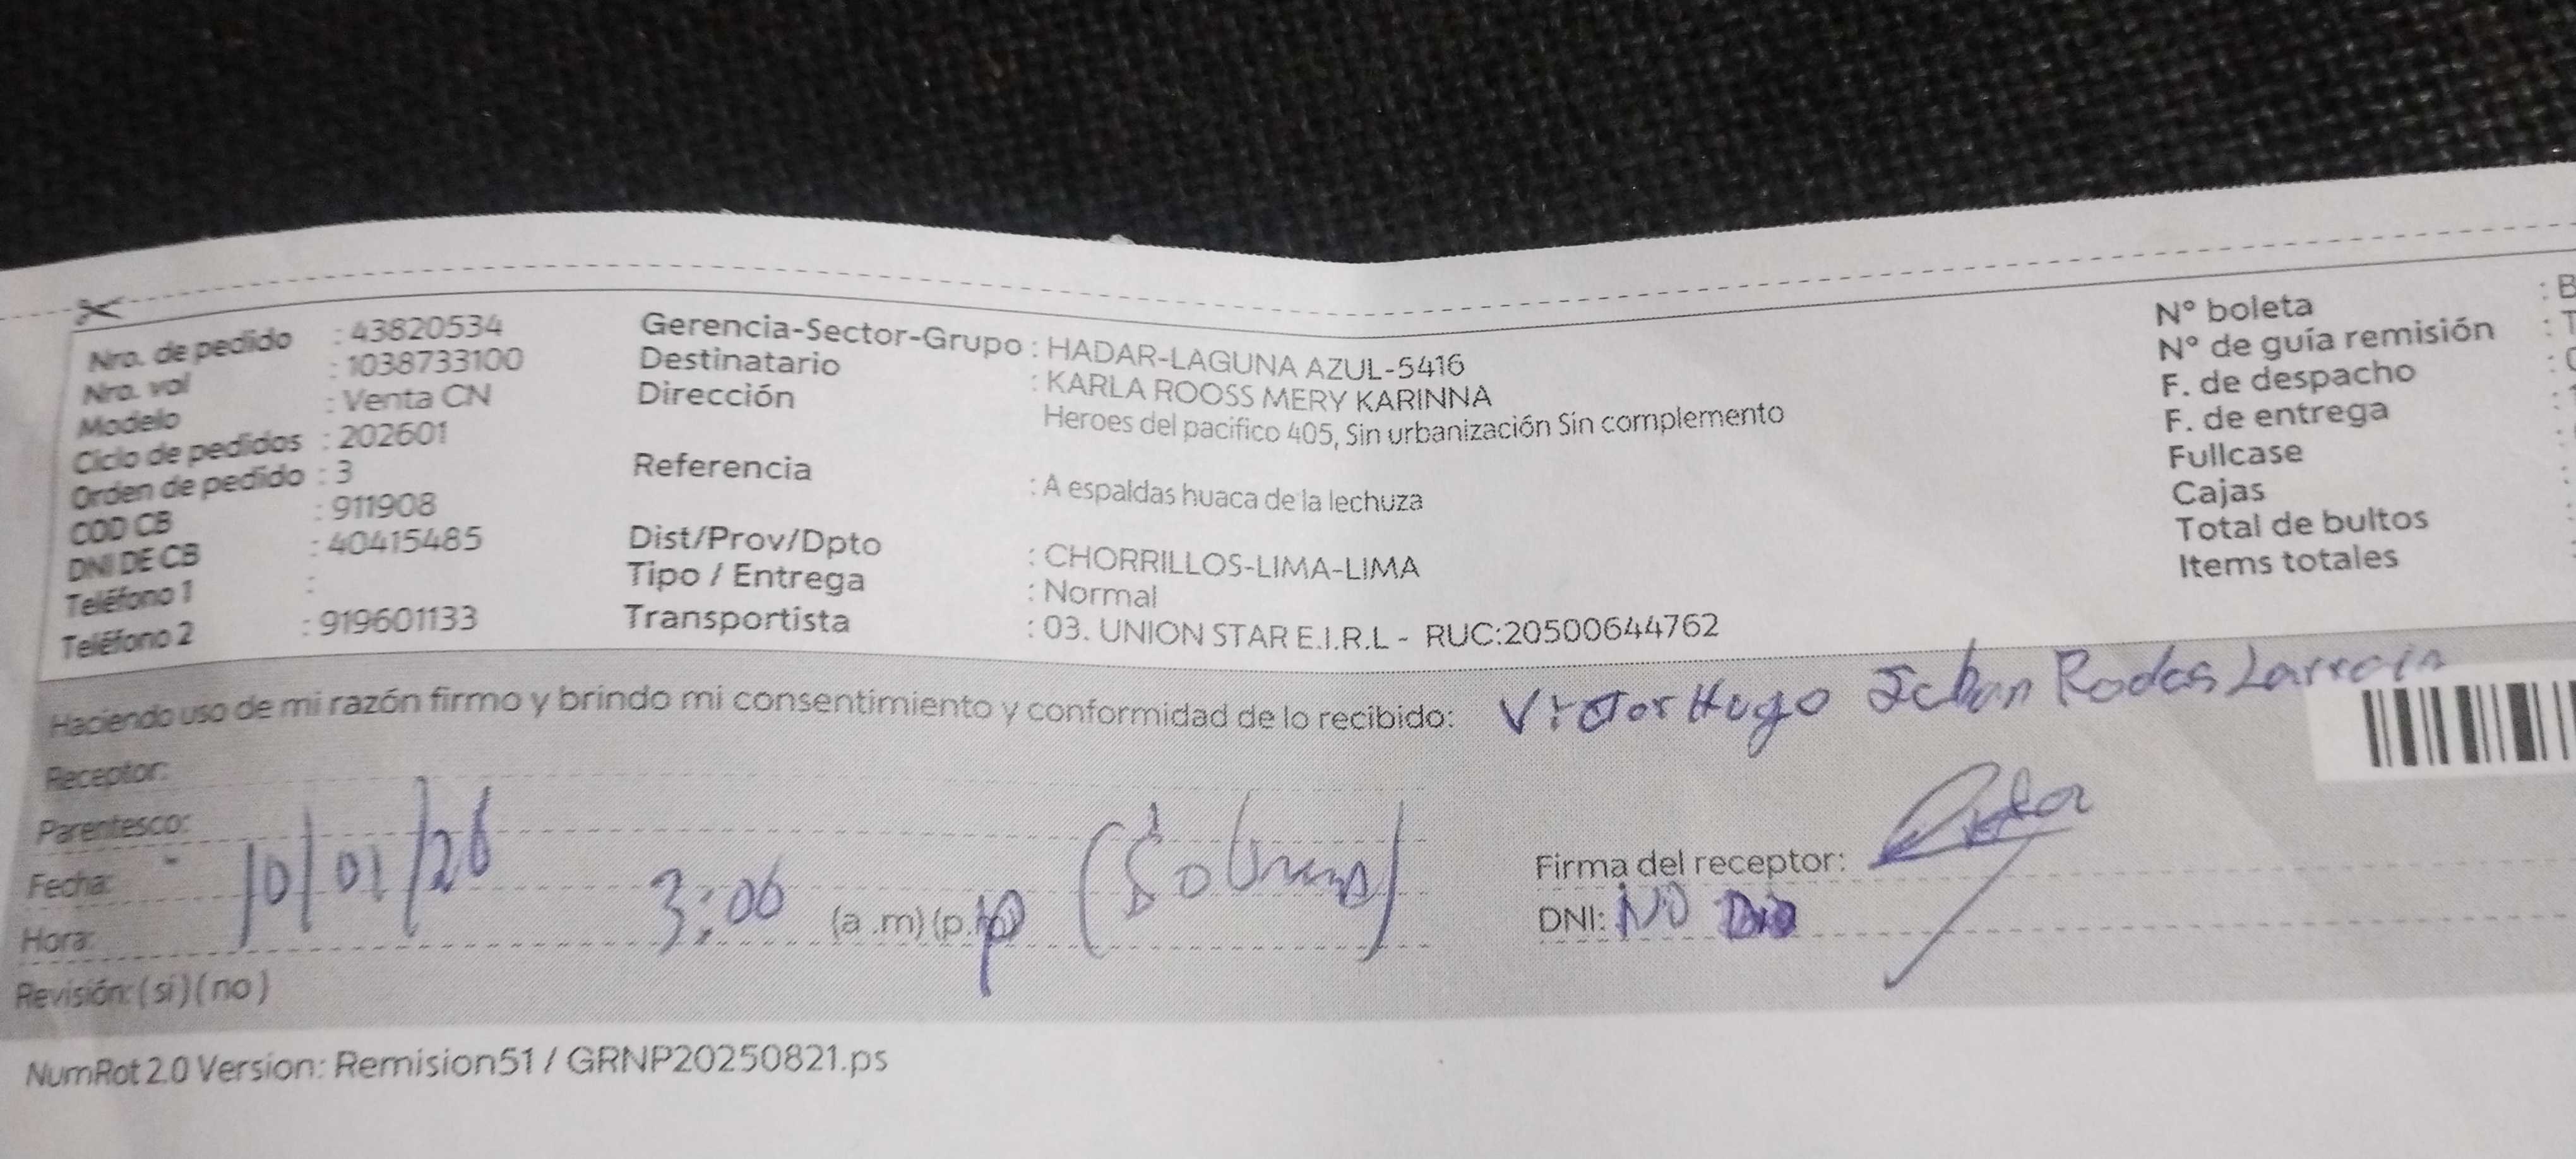 Nro. de pedido : 43820534
Nro. vol : 1038733100
Modelo : Venta CN
Ciclo de pedidos : 202601
Orden de pedido : 3
COD CB : 911908
DNI DE CB : 40415485
Teléfono 1 :
Teléfono 2 : 919601133
Gerencia-Sector-Grupo : HADAR-LAGUNA AZUL-5416
Destinatario : KARLA ROOSS MERY KARINNA
Dirección Heroes del pacifico 405, Sin urbanización Sin complemento
Referencia : A espaldas huaca de la lechuza
Dist/Prov/Dpto : CHORRILLOS-LIMA-LIMA
Tipo / Entrega : Normal
Transportista : 03. UNION STAR E.I.R.L - RUC:20500644762
N° boleta : B
N° de guía remisión : T
F. de despacho :
F. de entrega :
Fullcase :
Cajas :
Total de bultos :
Items totales :
Haciendo uso de mi razón firmo y brindo mi consentimiento y conformidad de lo recibido: Victor Hugo Rodas Larrain
Receptor:
Parentesco:
Fecha: 10/01/26
Hora: 3:06 (a.m) (p.m) p (Sobrino)
Revisión: (si) (no)
Firma del receptor:
DNI: NO Dio
NumRot 2.0 Version: Remision51 / GRNP20250821.ps